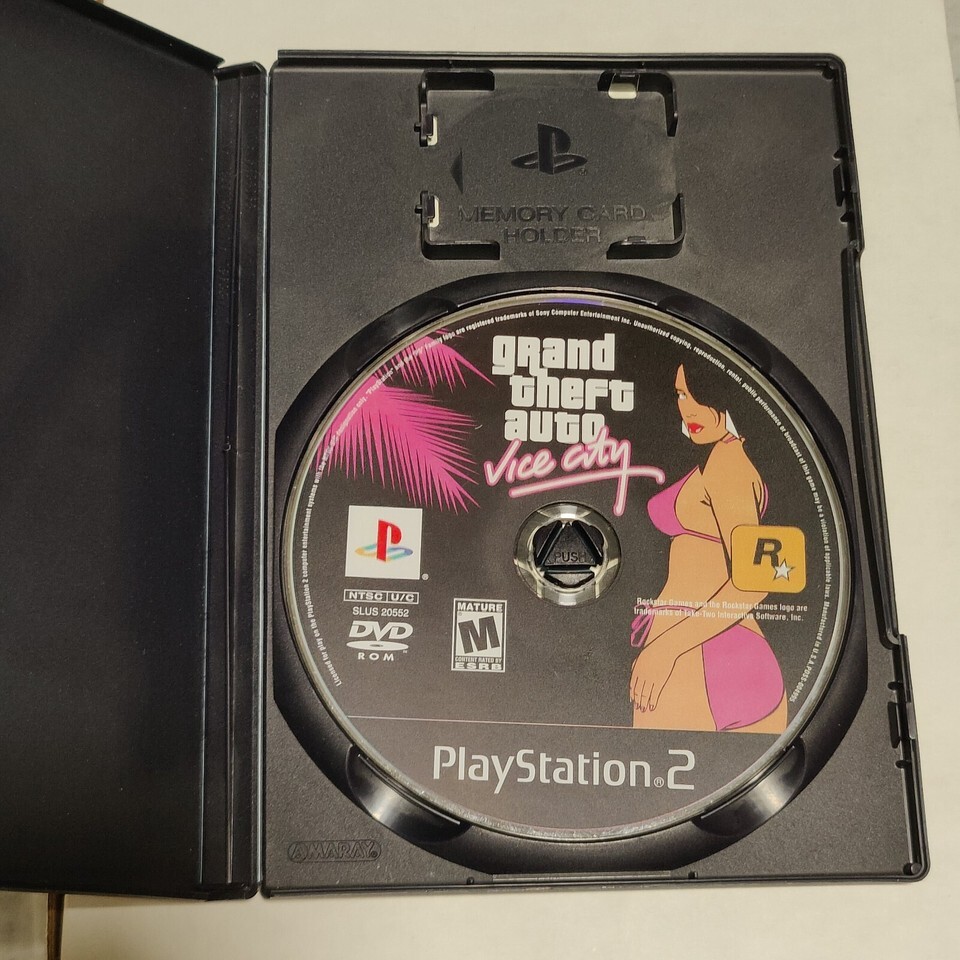 MEMORY CARD
HOLDER
grand
theft
auto
vice city
R
PUSH
NTSC U/C
SLUS 20552
DVD
ROM
MATURE
M
CONTENT RATED BY
ESRB
Rockstar Games and the Rockstar Games logo are
trademarks of Take-Two Interactive Software, Inc.
PlayStation®2
AMARAY®